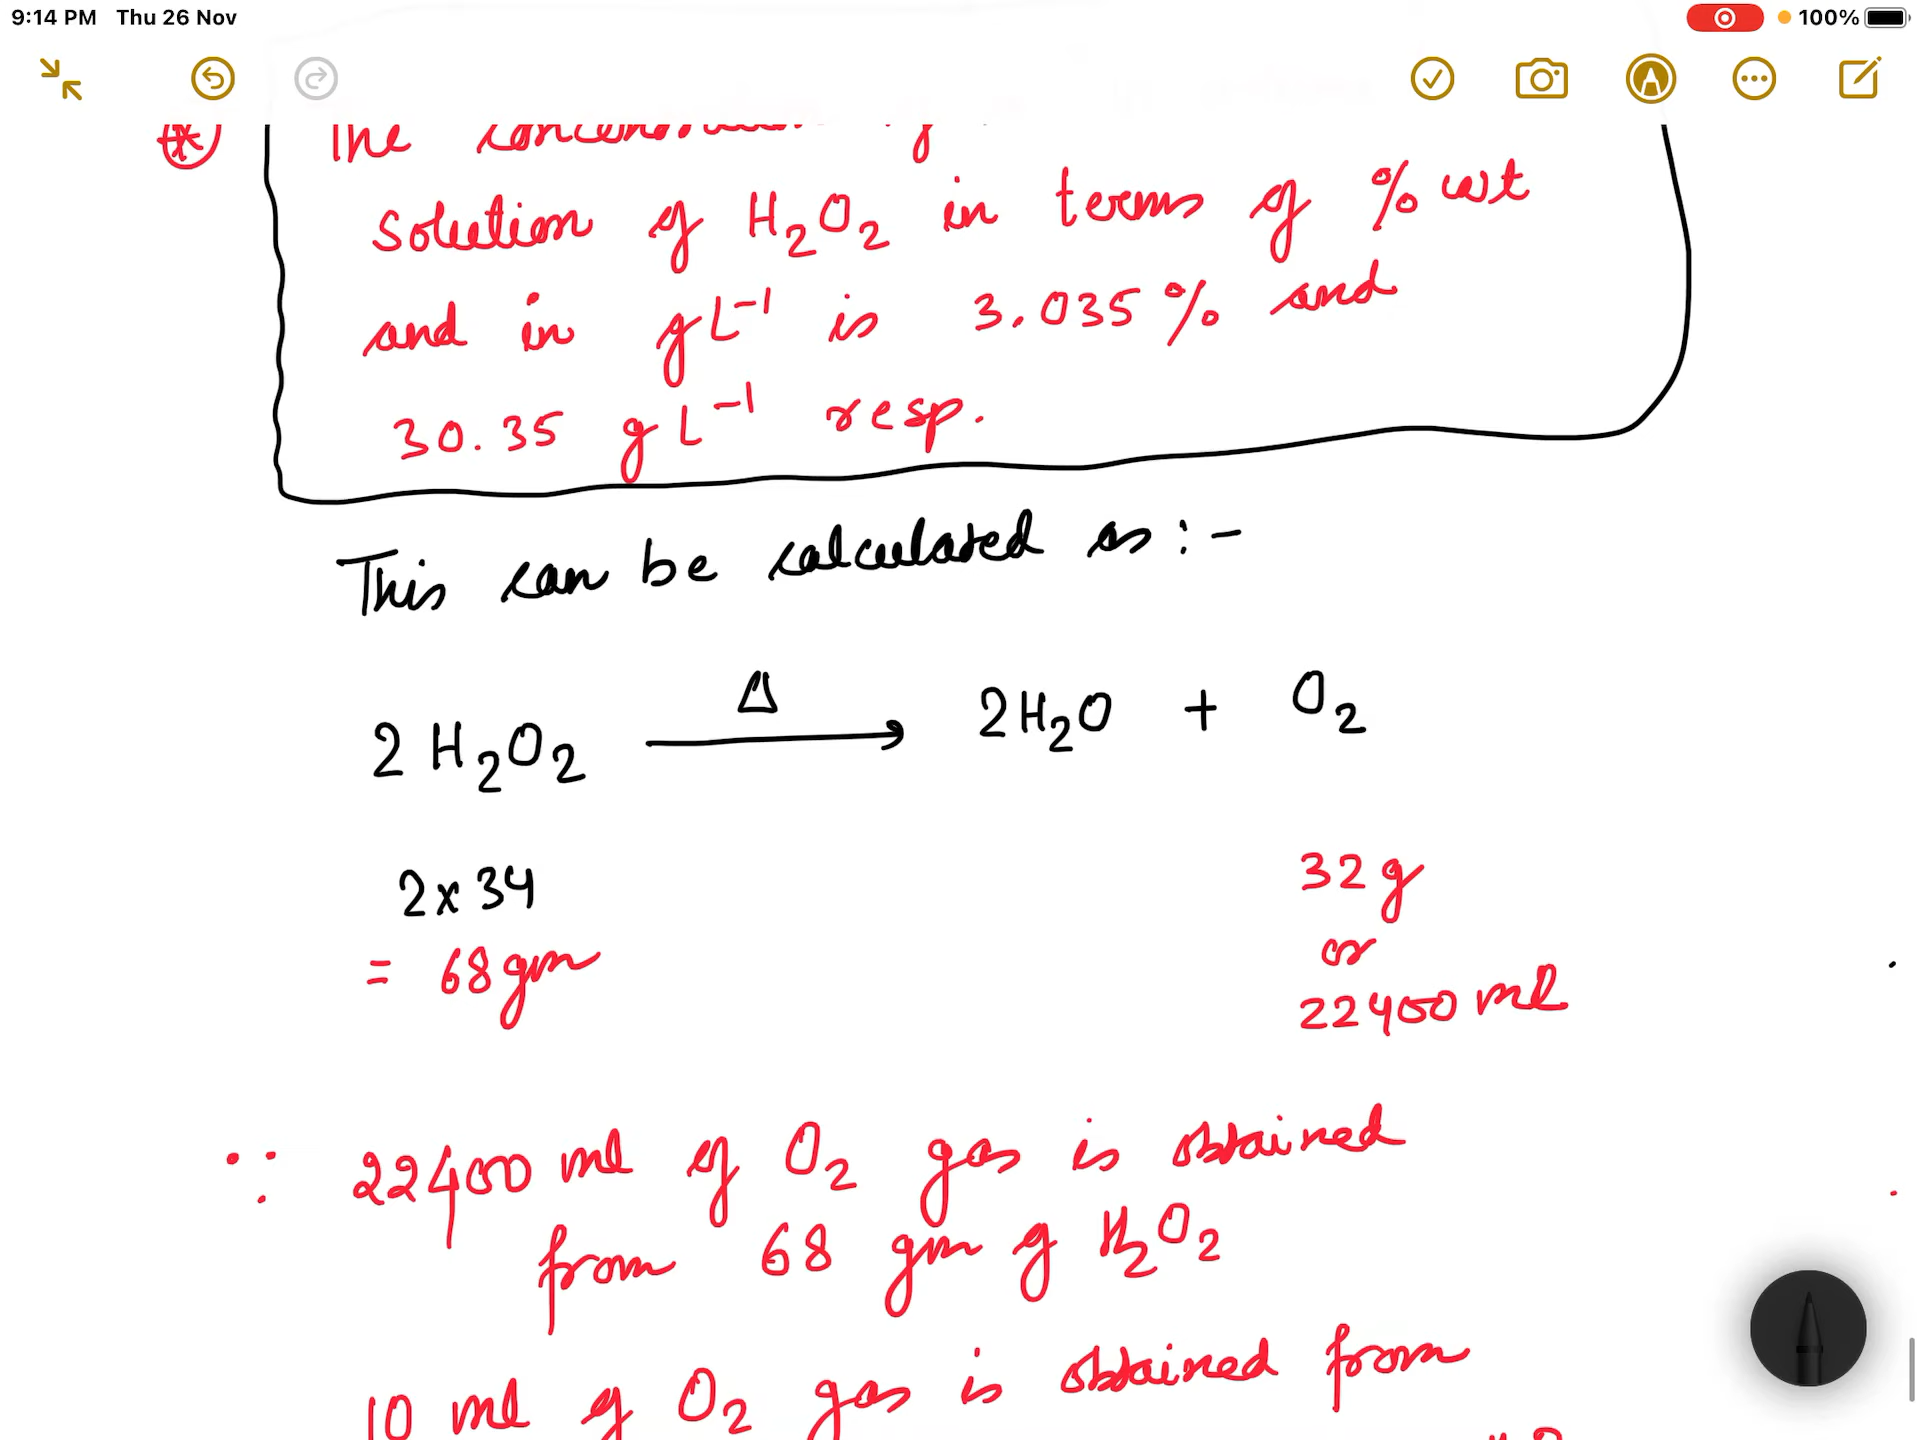 9:14 PM Thu 26 Nov 100%
The
solution of H₂O₂ in terms of % wt
and in gL⁻¹ is 3.035 % and
30.35 gL⁻¹ resp.
This can be calculated as :-
Δ
2 H₂O₂ → 2H₂O + O₂
2x34 32 g
= 68 gm or
22400 ml
∵ 22400 ml of O₂ gas is obtained
from 68 gm of H₂O₂
10 ml of O₂ gas is obtained from